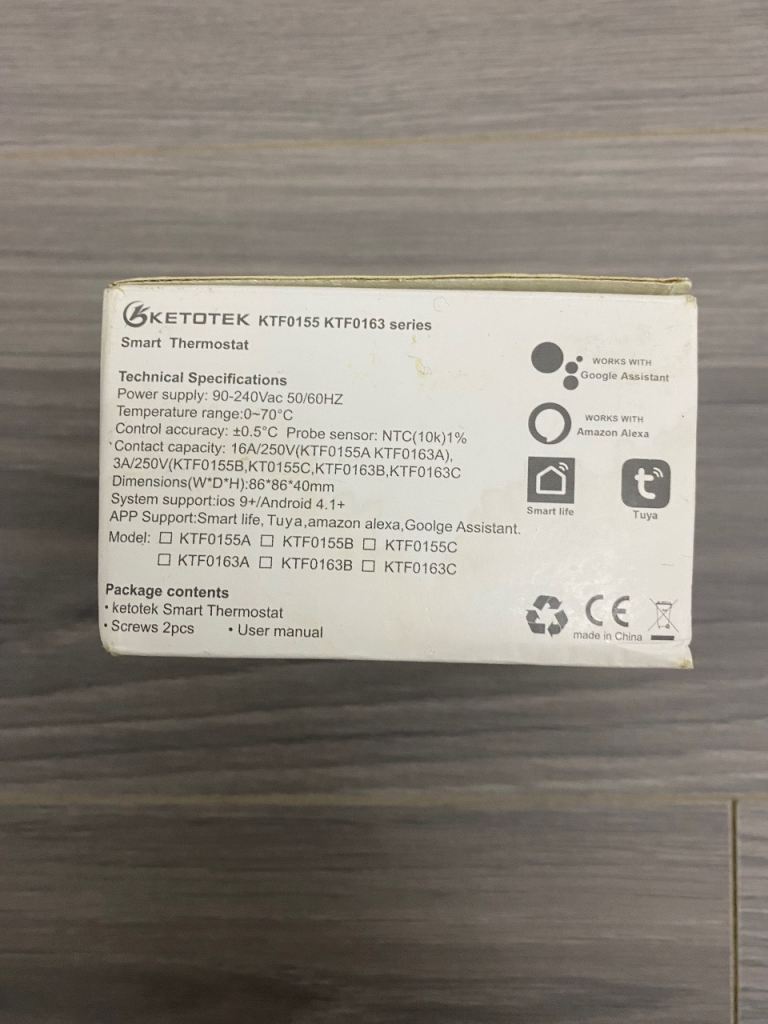 KETOTEK KTF0155 KTF0163 series
Smart Thermostat
Technical Specifications
Power supply: 90-240Vac 50/60HZ
Temperature range:0~70°C
Control accuracy: ±0.5°C Probe sensor: NTC(10k)1%
Contact capacity: 16A/250V(KTF0155A KTF0163A),
3A/250V(KTF0155B,KT0155C,KTF0163B,KTF0163C
Dimensions(W*D*H):86*86*40mm
System support:ios 9+/Android 4.1+
APP Support:Smart life, Tuya,amazon alexa,Goolge Assistant.
Model: ☐ KTF0155A ☐ KTF0155B ☐ KTF0155C
☐ KTF0163A ☐ KTF0163B ☐ KTF0163C
Package contents
• ketotek Smart Thermostat
• Screws 2pcs • User manual
WORKS WITH
Google Assistant
WORKS WITH
Amazon Alexa
Smart life
Tuya
CE
made in China